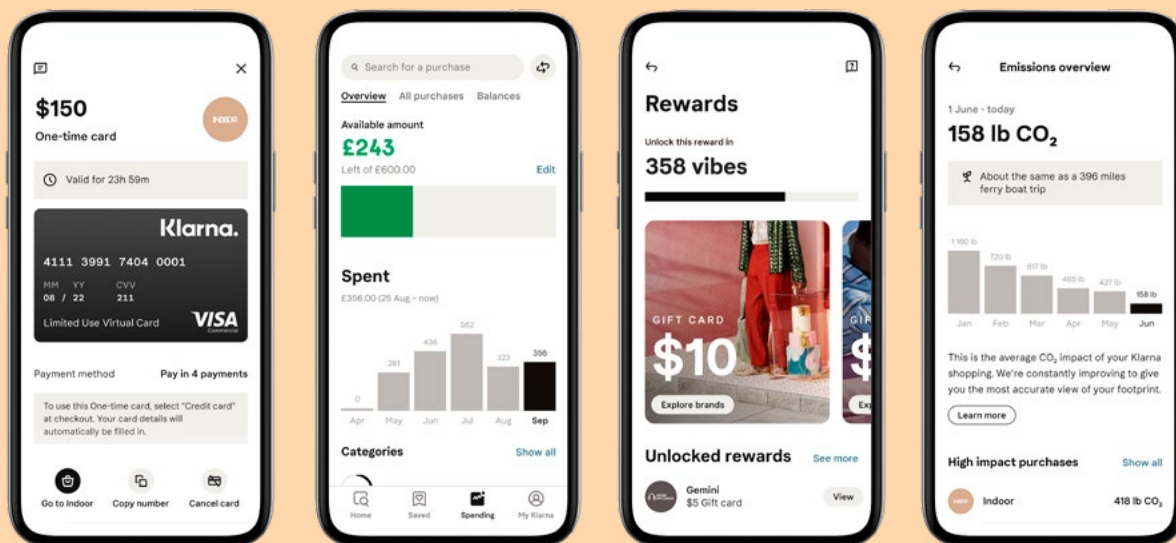 $150
INDOOR
One-time card
Valid for 23h 59m
Klarna.
4111 3991 7404 0001
MM YY CVV
08 / 22 211
Limited Use Virtual Card
VISA
Commercial
Payment method Pay in 4 payments
To use this One-time card, select "Credit card"
at checkout. Your card details will
automatically be filled in.
Go to Indoor Copy number Cancel card
Search for a purchase
Overview All purchases Balances
Available amount
£243
Left of £600.00 Edit
Spent
£356.00 (25 Aug – now)
0 281 436 562 323 356
Apr May Jun Jul Aug Sep
Categories Show all
Home Saved Spending My Klarna
Rewards
Unlock this reward in
358 vibes
GIFT CARD
$10
Explore brands
GIF
$
Ex
Unlocked rewards See more
Gemini
$5 Gift card
View
Emissions overview
1 June - today
158 lb CO₂
About the same as a 396 miles
ferry boat trip
1 160 lb 720 lb 617 lb 465 lb 427 lb 158 lb
Jan Feb Mar Apr May Jun
This is the average CO₂ impact of your Klarna
shopping. We're constantly improving to give
you the most accurate view of your footprint.
Learn more
High impact purchases Show all
Indoor 418 lb CO₂